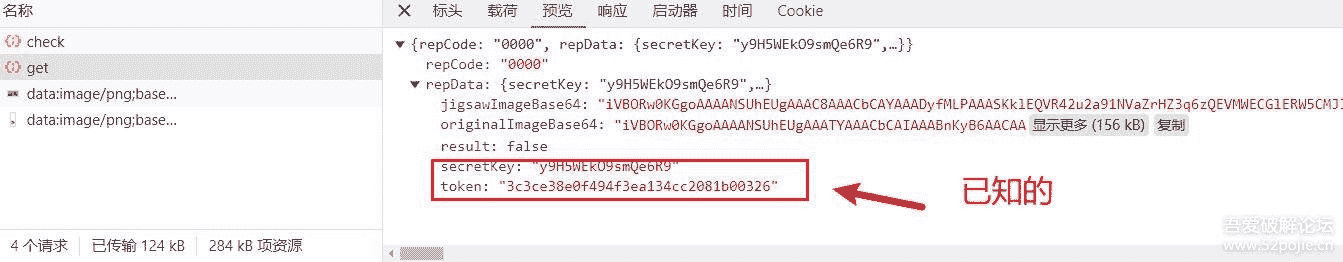 名称
标头 载荷 预览 响应 启动器 时间 Cookie
check
get
data:image/png;base...
data:image/png;base...
{repCode: "0000", repData: {secretKey: "y9H5WEkO9smQe6R9",…}}
repCode: "0000"
repData: {secretKey: "y9H5WEkO9smQe6R9",…}
jigsawImageBase64: "iVBORw0KGgoAAAANSUhEUgAAAC8AAACbCAYAAADyfMLPAAASKklEQVR42u2a91NVaZrHZ3q6zQEVMWECGlERW5CMJI
originalImageBase64: "iVBORw0KGgoAAAANSUhEUgAAATYAAACbCAIAAABnKyB6AACAA 显示更多 (156 kB) 复制
result: false
secretKey: "y9H5WEkO9smQe6R9"
token: "3c3ce38e0f494f3ea134cc2081b00326"
已知的
4 个请求 已传输 124 kB 284 kB 项资源
吾爱破解论坛
www.52pojie.cn